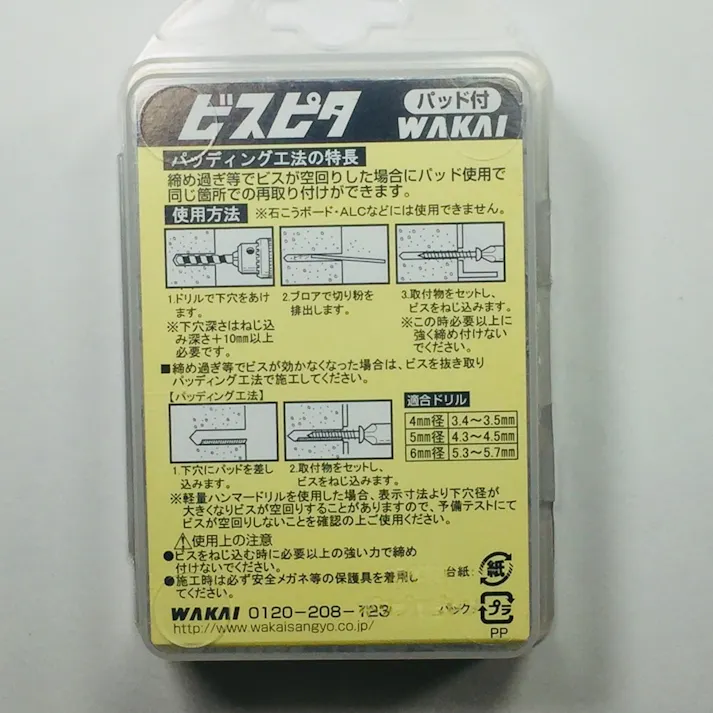 ビスピタ
パッド付
WAKAI
パッディング工法の特長
締め過ぎ等でビスが空回りした場合にパッド使用で
同じ箇所での再取り付けができます。
使用方法 ※石こうボード・ALCなどには使用できません。
1.ドリルで下穴をあけ
ます。
※下穴深さはねじ込
み深さ+10mm以上
必要です。
2.ブロアで切り粉を
排出します。
3.取付物をセットし、
ビスをねじ込みます。
※この時必要以上に
強く締め付けない
でください。
■締め過ぎ等でビスが効かなくなった場合は、ビスを抜き取り
パッディング工法で施工してください。
【パッディング工法】
1.下穴にパッドを差し
込みます。
2.取付物をセットし、
ビスをねじ込みます。
適合ドリル
4mm径 3.4～3.5mm
5mm径 4.3～4.5mm
6mm径 5.3～5.7mm
※軽量ハンマードリルを使用した場合、表示寸法より下穴径が
大きくなりビスが空回りすることがありますので、予備テストにて
ビスが空回りしないことを確認の上ご使用ください。
⚠使用上の注意
●ビスをねじ込む時に必要以上の強い力で締め
付けないでください。
●施工時は必ず安全メガネ等の保護具を着用し
てください。
台紙: 紙
パック: プラ
PP
WAKAI 0120-208-723
http://www.wakaisangyo.co.jp/